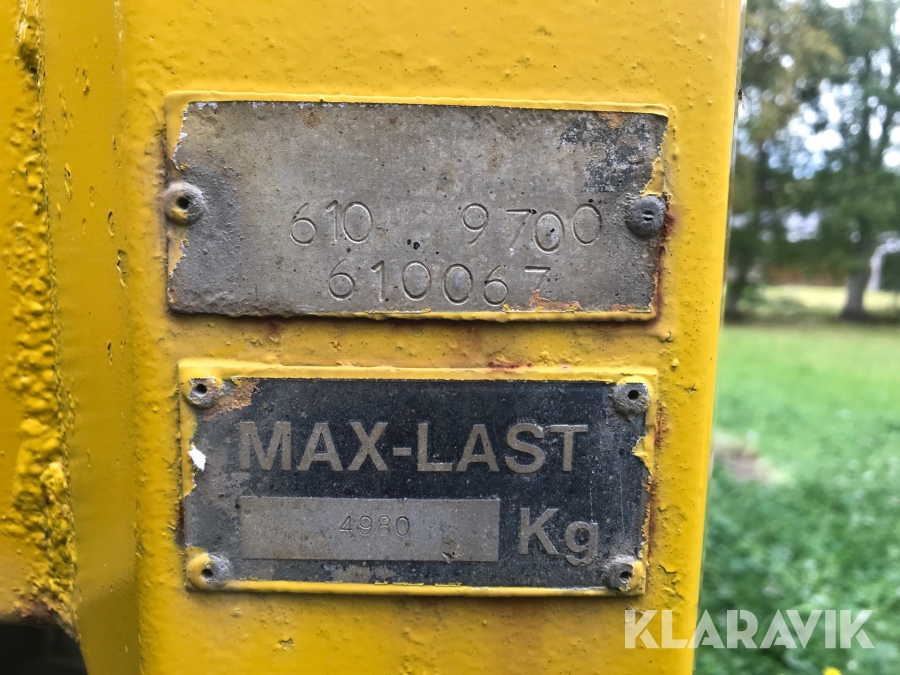 610 9700
610067
MAX-LAST
4980 Kg
KLARAVIK